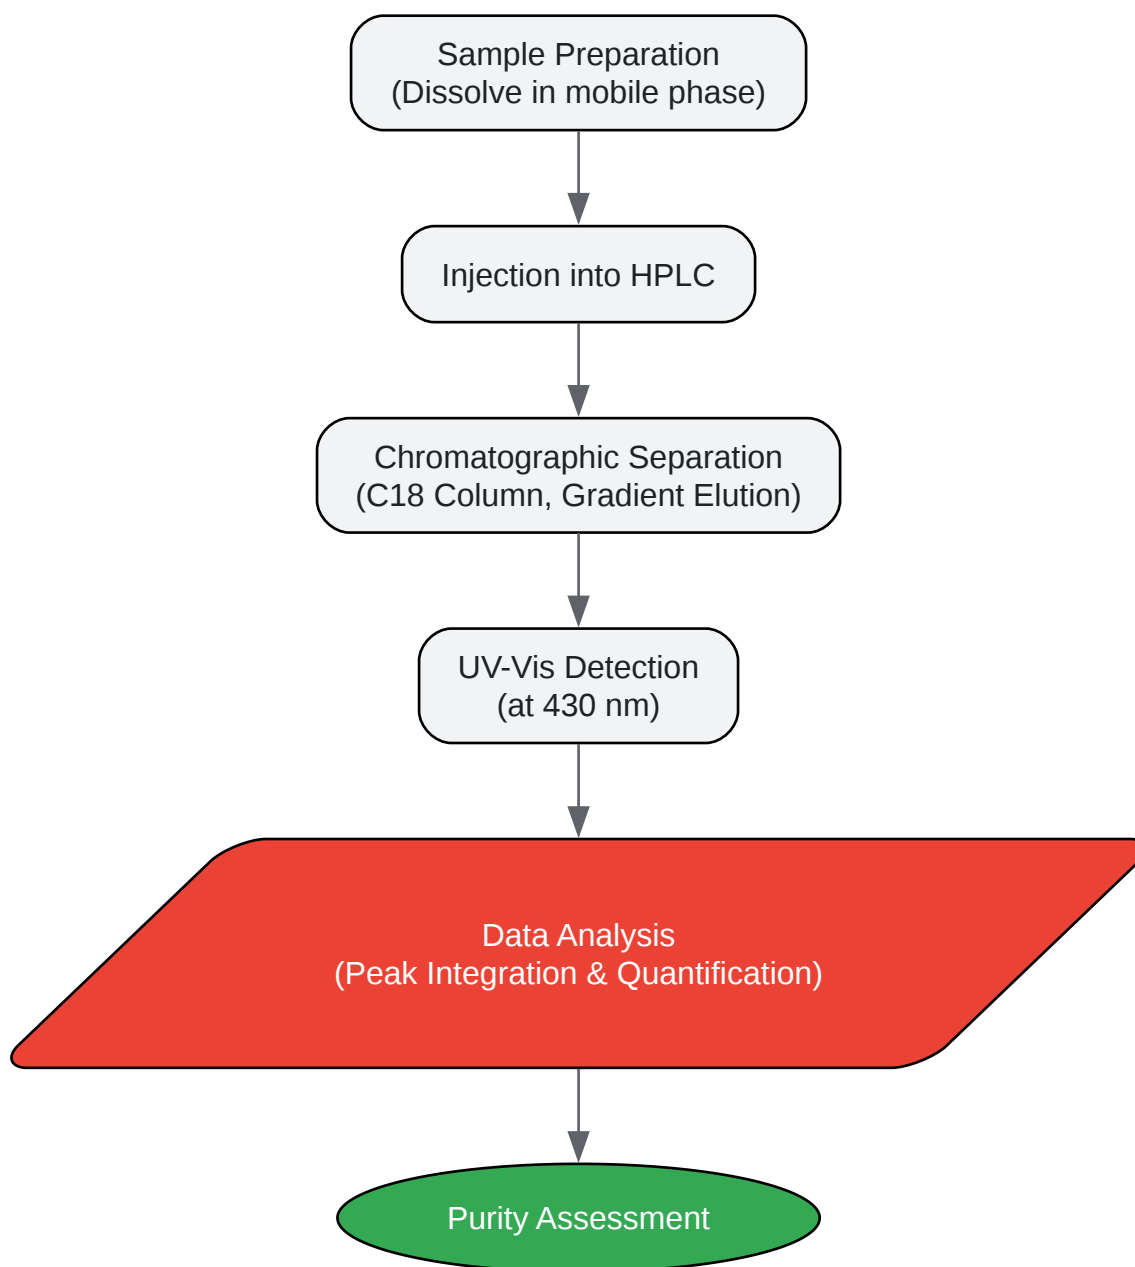 Sample Preparation
(Dissolve in mobile phase)
Injection into HPLC
Chromatographic Separation
(C18 Column, Gradient Elution)
UV-Vis Detection
(at 430 nm)
Data Analysis
(Peak Integration & Quantification)
Purity Assessment